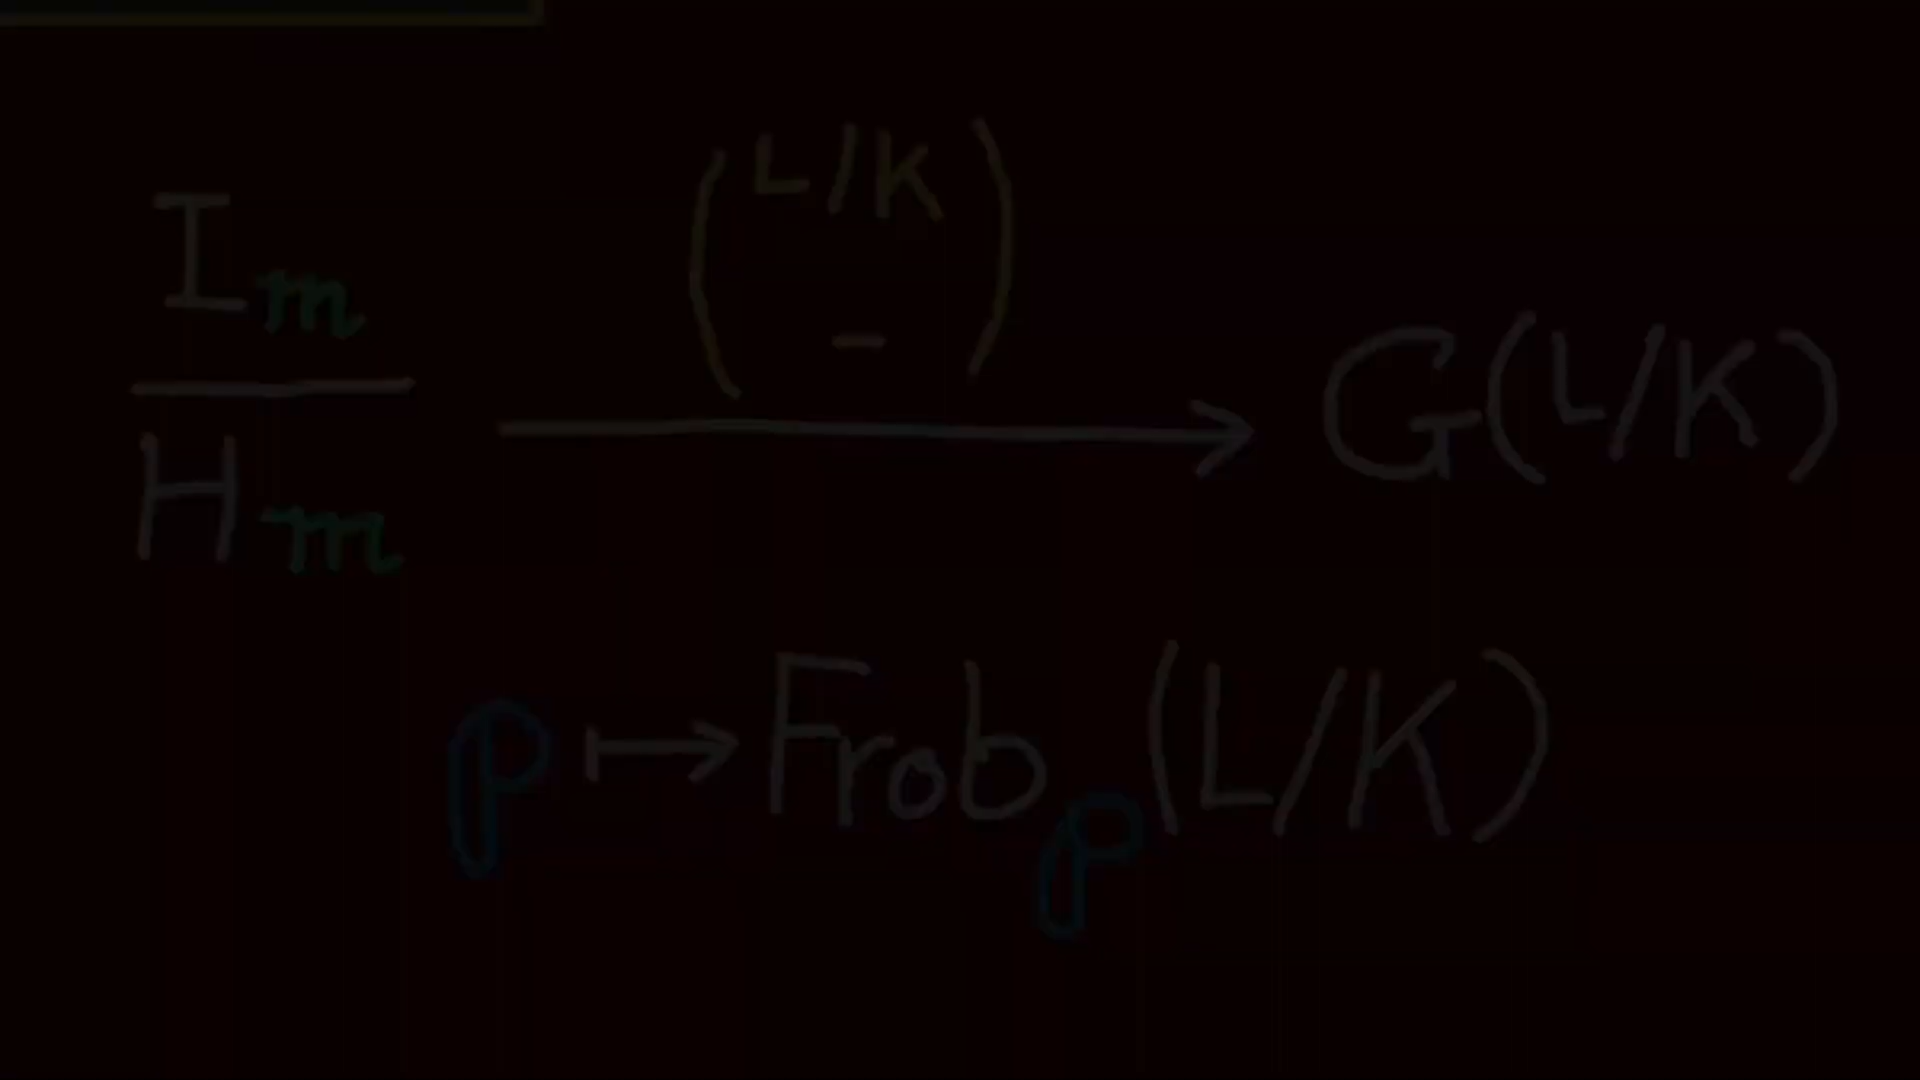 I_m / H_m → (L/K / –) G(L/K)
p ↦ Frob_p(L/K)